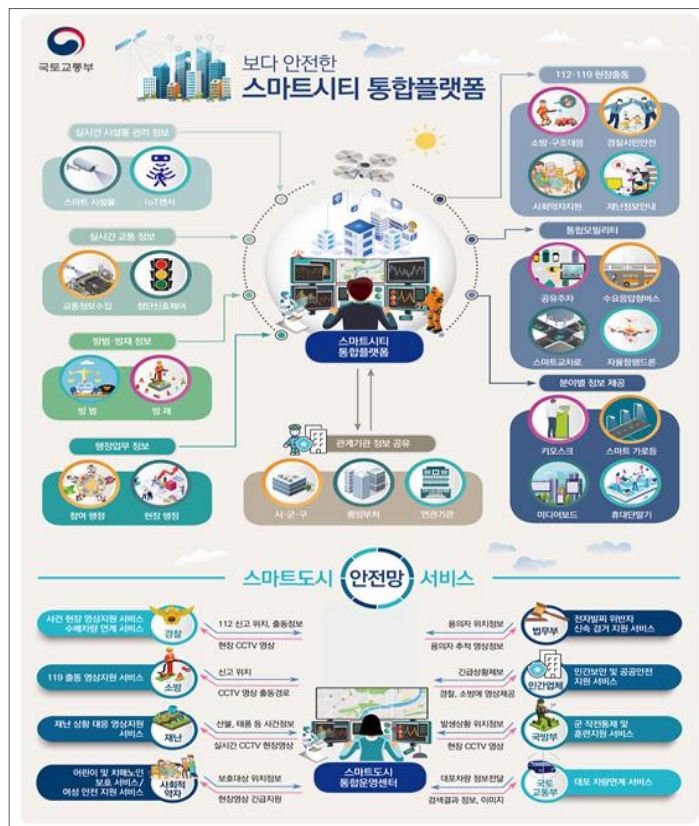 국토교통부
보다 안전한
스마트시티 통합플랫폼
실시간 시설물 관리 정보
스마트 시설물
IoT센서
실시간 교통 정보
교통정보수집
첨단신호제어
방범·방재 정보
방 범
방 재
행정업무 정보
참여 행정
현장 행정
스마트시티
통합플랫폼
관계기관 정보 공유
시·군·구
중앙부처
연관기관
112·119 현장출동
소방·구조대응
경찰시민안전
사회약자지원
재난정보안내
통합모빌리티
공유주차
수요응답형버스
스마트교차로
자율항행드론
분야별 정보 제공
키오스크
스마트 가로등
미디어보드
휴대단말기
스마트도시 안전망 서비스
사건 현장 영상지원 서비스
수배차량 연계 서비스
경찰
112 신고 위치, 출동정보
현장 CCTV 영상
119 출동 영상지원 서비스
소방
신고 위치
CCTV 영상 출동경로
재난 상황 대응 영상지원
서비스
재난
산불, 태풍 등 사건정보
실시간 CCTV 현장영상
어린이 및 치매노인
보호 서비스/
여성 안전 지원 서비스
사회적
약자
보호대상 위치정보
현장영상 긴급지원
스마트도시
통합운영센터
용의자 위치정보
용의자 추적 영상정보
법무부
전자발찌 위반자
신속 검거 지원 서비스
긴급상황제보
경찰, 소방에 영상제공
민간업체
민간보안 및 공공안전
지원 서비스
발생상황 위치정보
현장 CCTV 영상
국방부
군 작전통제 및
훈련지원 서비스
대포차량 정보전달
검색결과 정보, 이미지
국토
교통부
대포 차량연계 서비스